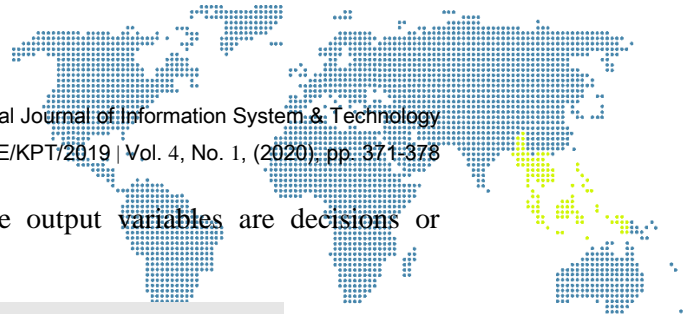 al Journal of Information System & Technology
E/KPT/2019 | Vol. 4, No. 1, (2020), pp. 371-378
e output variables are decisions or